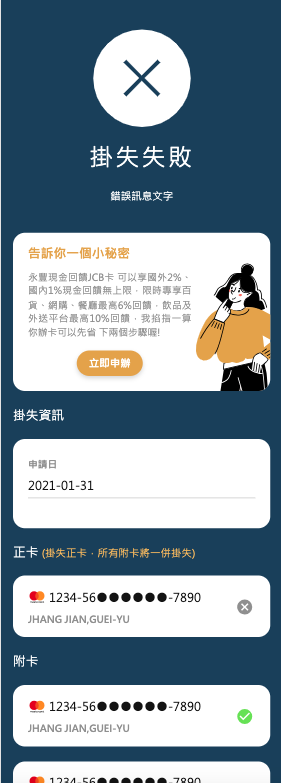 掛失失敗
錯誤訊息文字
告訴你一個小秘密
永豐現金回饋JCB卡 可以享國外2%、
國內1%現金回饋無上限，限時專享百
貨、網購、餐廳最高6%回饋，飲品及
外送平台最高10%回饋，我掐指一算
你辦卡可以先省 下兩個步驟喔!
立即申辦
掛失資訊
申請日
2021-01-31
正卡 (掛失正卡，所有附卡將一併掛失)
1234-56●●●●●●-7890
JHANG JIAN,GUEI-YU
附卡
1234-56●●●●●●-7890
JHANG JIAN,GUEI-YU
1234-56●●●●●●-7890